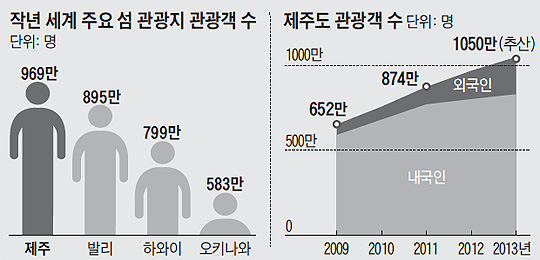 작년 세계 주요 섬 관광지 관광객 수
단위: 명
969만
895만
799만
583만
제주 발리 하와이 오키나와
제주도 관광객 수 단위: 명
1050만(추산)
1000만
874만
외국인
652만
500만
내국인
0
2009 2010 2011 2012 2013년